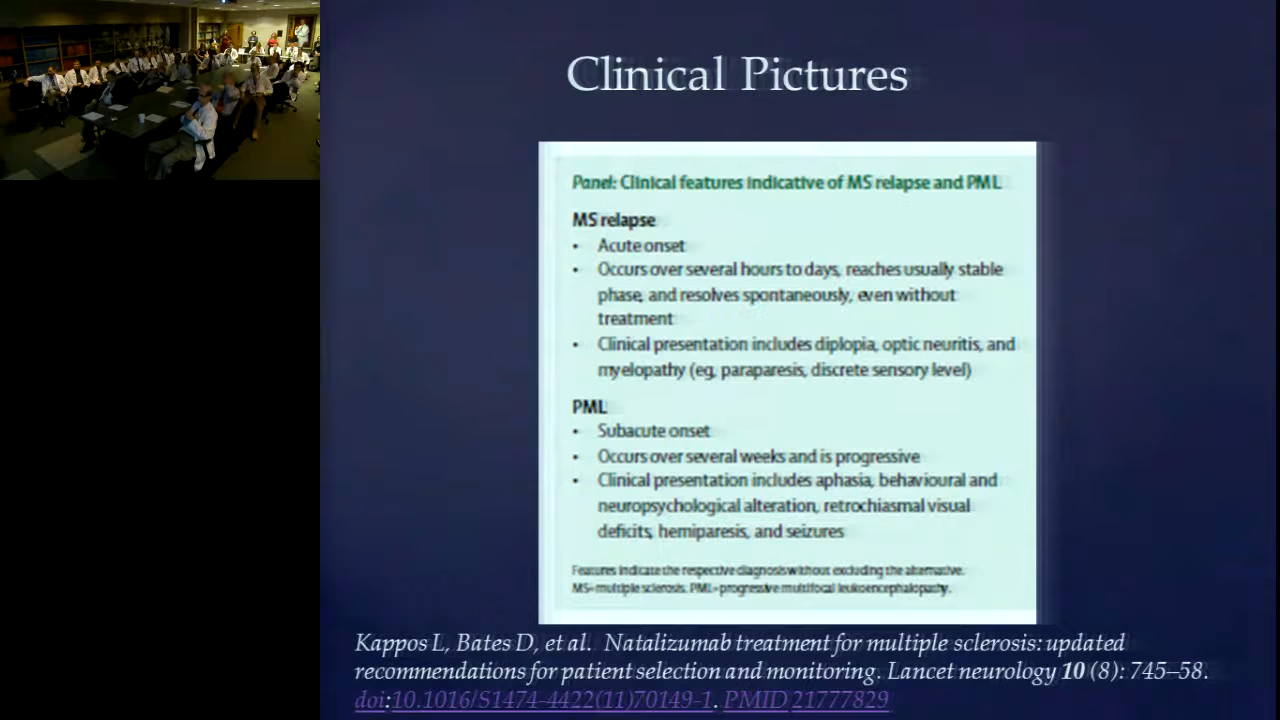 Clinical Pictures
Panel: Clinical features indicative of MS relapse and PML
MS relapse
• Acute onset
• Occurs over several hours to days, reaches usually stable
phase, and resolves spontaneously, even without
treatment
• Clinical presentation includes diplopia, optic neuritis, and
myelopathy (eg, paraparesis, discrete sensory level)
PML
• Subacute onset
• Occurs over several weeks and is progressive
• Clinical presentation includes aphasia, behavioural and
neuropsychological alteration, retrochiasmal visual
deficits, hemiparesis, and seizures
Features indicate the respective diagnosis without excluding the alternative.
MS=multiple sclerosis. PML=progressive multifocal leukoencephalopathy.
Kappos L, Bates D, et al. Natalizumab treatment for multiple sclerosis: updated
recommendations for patient selection and monitoring. Lancet neurology 10 (8): 745–58.
doi:10.1016/S1474-4422(11)70149-1. PMID 21777829